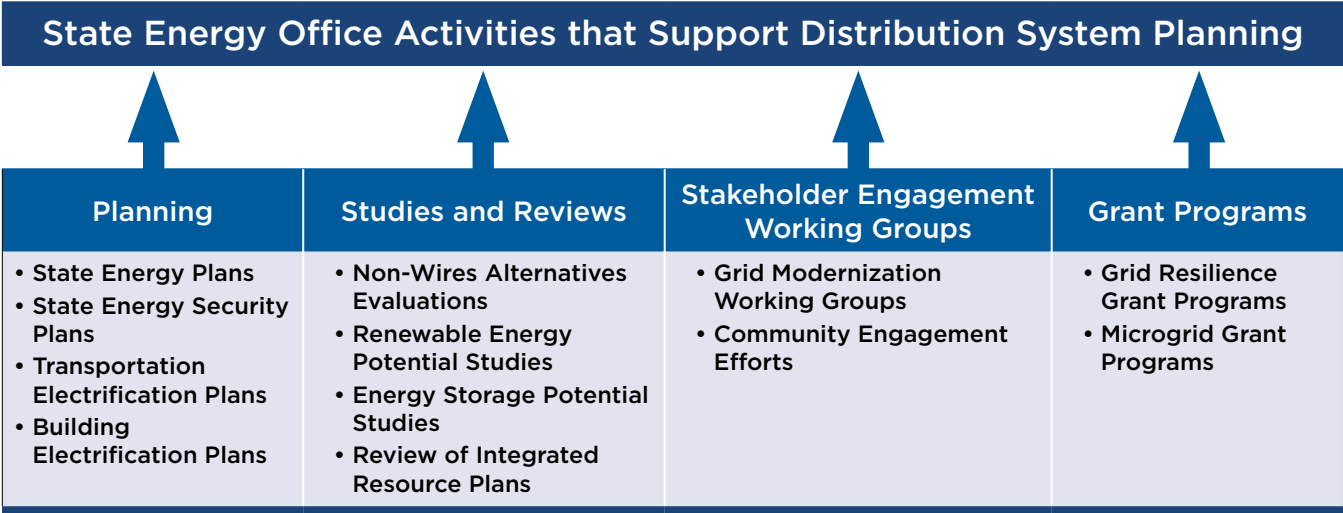 State Energy Office Activities that Support Distribution System Planning
Planning
• State Energy Plans
• State Energy Security
Plans
• Transportation
Electrification Plans
• Building
Electrification Plans
Studies and Reviews
• Non-Wires Alternatives
Evaluations
• Renewable Energy
Potential Studies
• Energy Storage Potential
Studies
• Review of Integrated
Resource Plans
Stakeholder Engagement
Working Groups
• Grid Modernization
Working Groups
• Community Engagement
Efforts
Grant Programs
• Grid Resilience
Grant Programs
• Microgrid Grant
Programs